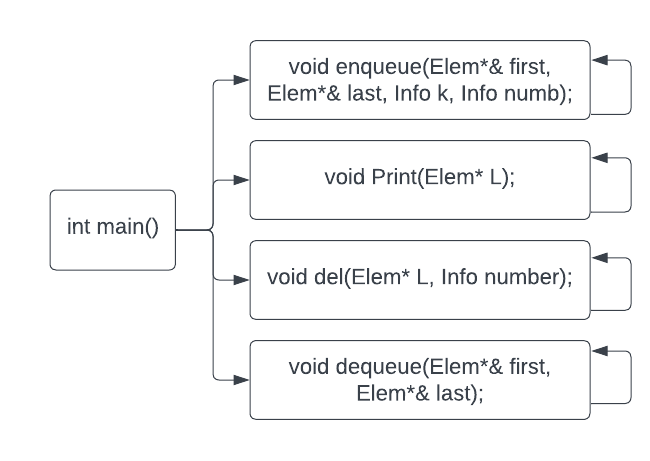 void enqueue(Elem*& first,
Elem*& last, Info k, Info numb);
void Print(Elem* L);
int main()
void del(Elem* L, Info number);
void dequeue(Elem*& first,
Elem*& last);